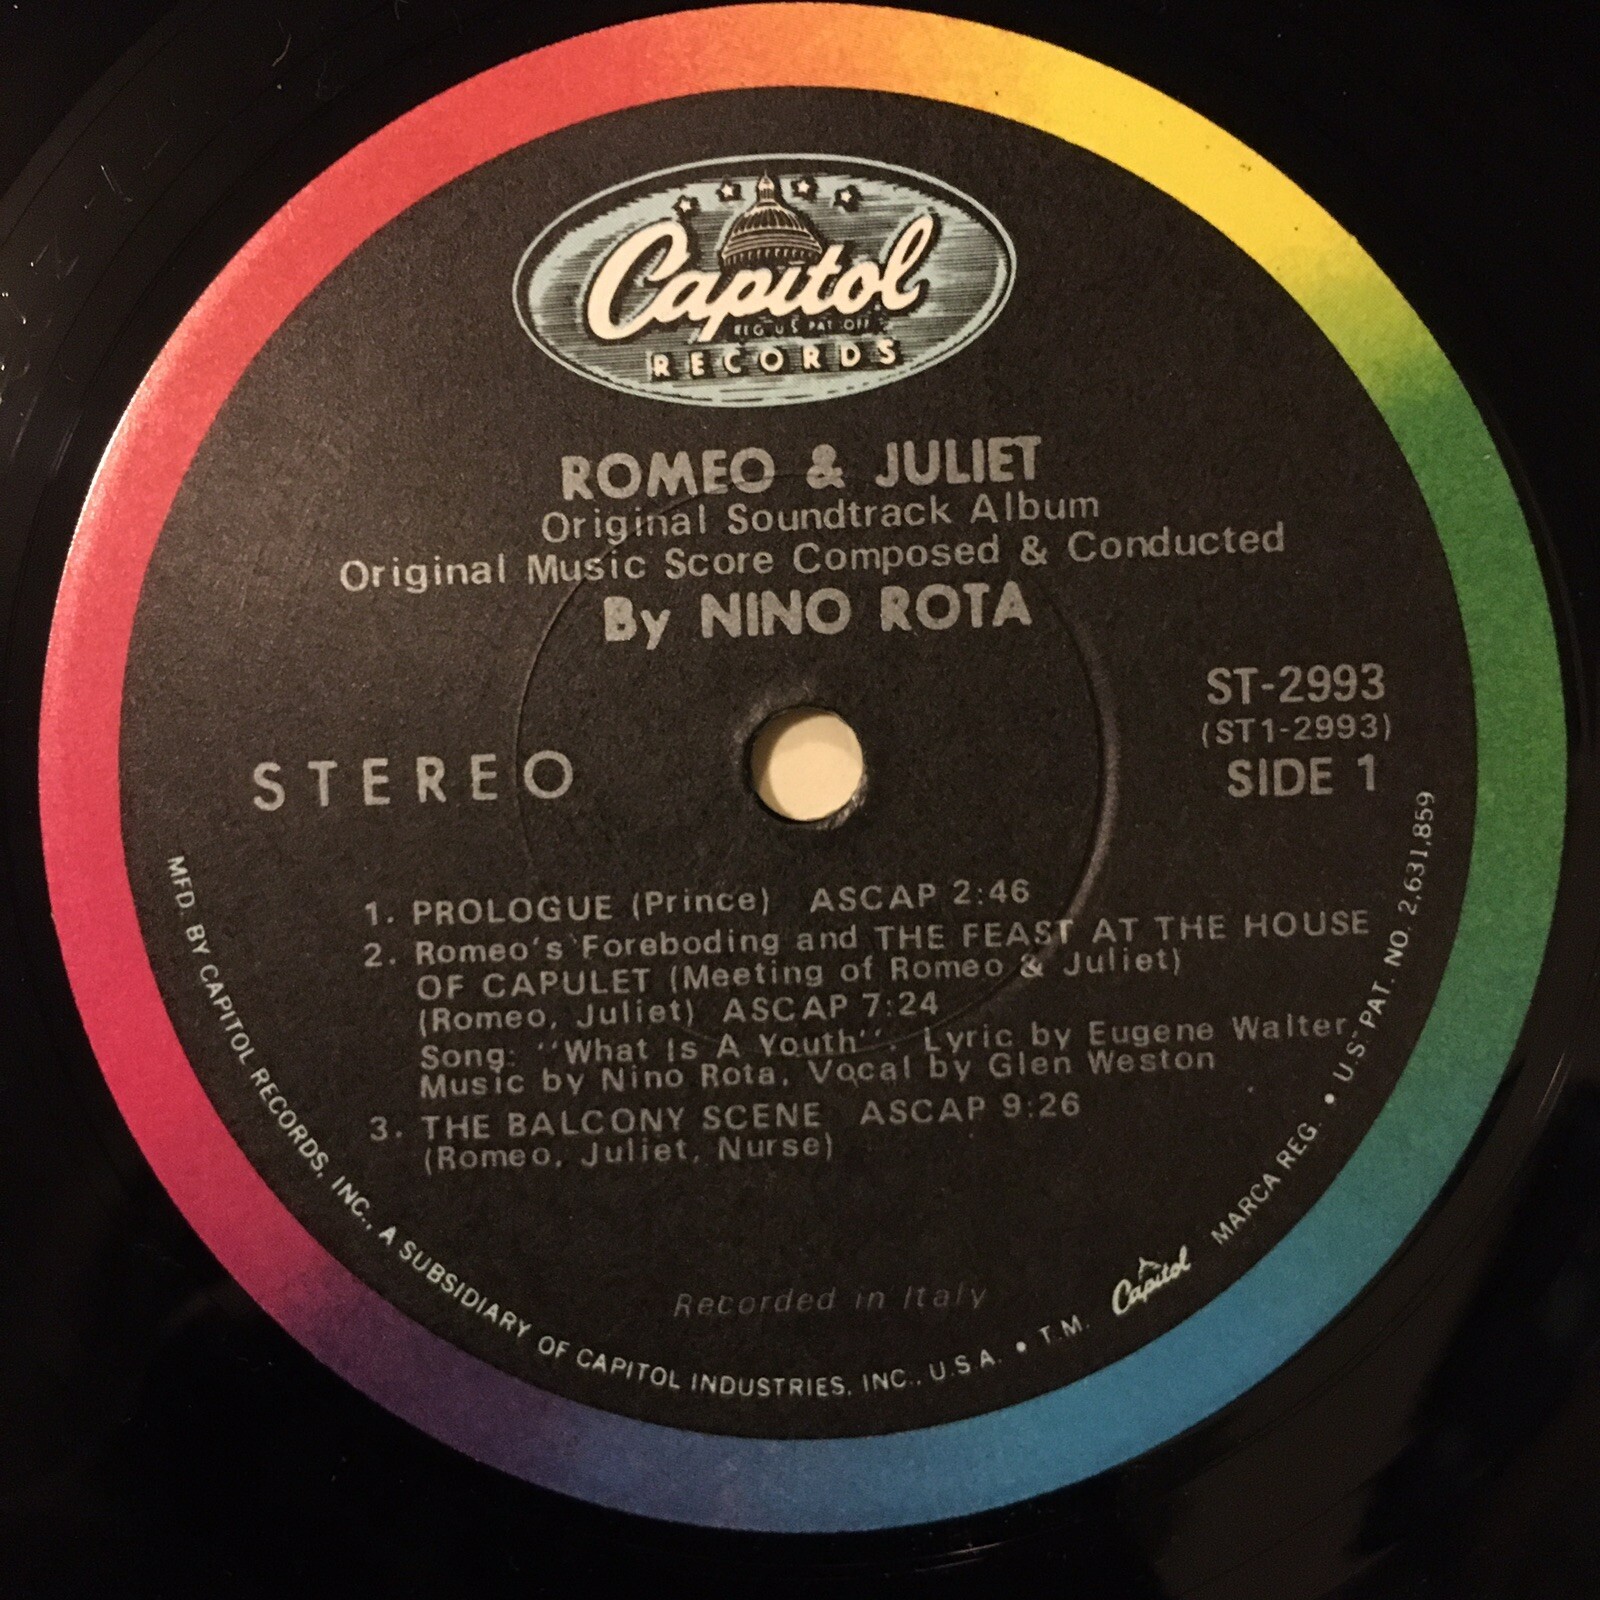 Capitol
REG US PAT OFF
RECORDS
ROMEO & JULIET
Original Soundtrack Album
Original Music Score Composed & Conducted
By NINO ROTA
ST-2993
(ST1-2993)
SIDE 1
STEREO
1. PROLOGUE (Prince) ASCAP 2:46
2. Romeo's Foreboding and THE FEAST AT THE HOUSE
OF CAPULET (Meeting of Romeo & Juliet)
(Romeo, Juliet) ASCAP 7:24
Song: "What Is A Youth". Lyric by Eugene Walter,
Music by Nino Rota, Vocal by Glen Weston
3. THE BALCONY SCENE ASCAP 9:26
(Romeo, Juliet, Nurse)
Recorded in Italy
MFD. BY CAPITOL RECORDS, INC., A SUBSIDIARY OF CAPITOL INDUSTRIES, INC., U.S.A. • T.M. Capitol MARCA REG. • U.S. PAT. NO. 2,631,859